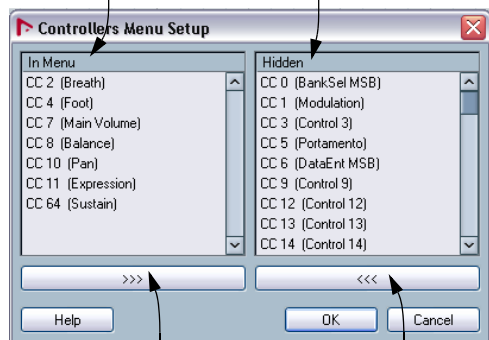 Controllers Menu Setup
In Menu
CC 2 (Breath)
CC 4 (Foot)
CC 7 (Main Volume)
CC 8 (Balance)
CC 10 (Pan)
CC 11 (Expression)
CC 64 (Sustain)
>>>
Hidden
CC 0 (BankSel MSB)
CC 1 (Modulation)
CC 3 (Control 3)
CC 5 (Portamento)
CC 6 (DataEnt MSB)
CC 9 (Control 9)
CC 12 (Control 12)
CC 13 (Control 13)
CC 14 (Control 14)
<<<
Help
OK
Cancel